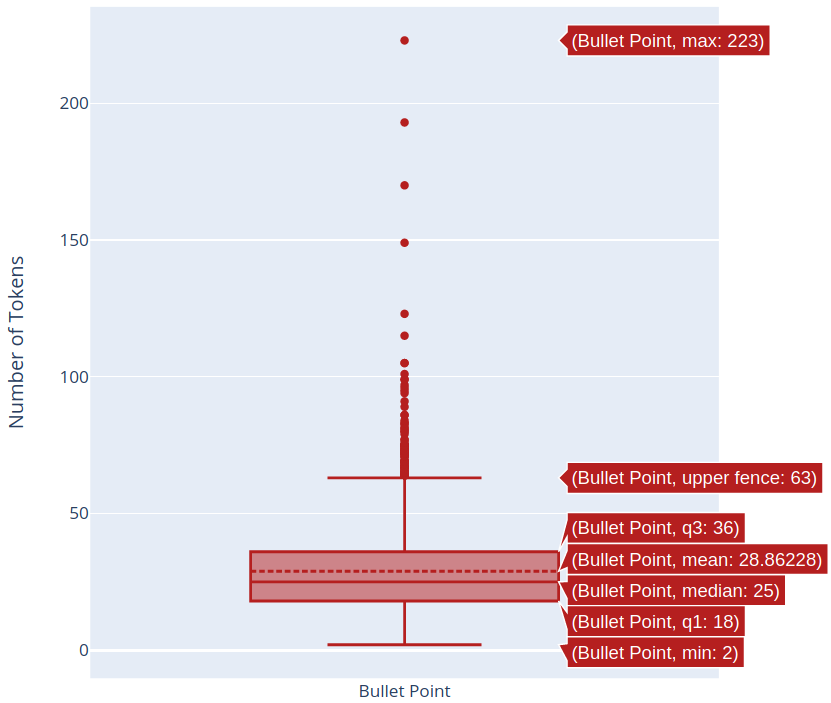 Number of Tokens
200
150
100
50
0
Bullet Point
(Bullet Point, max: 223)
(Bullet Point, upper fence: 63)
(Bullet Point, q3: 36)
(Bullet Point, mean: 28.86228)
(Bullet Point, median: 25)
(Bullet Point, q1: 18)
(Bullet Point, min: 2)